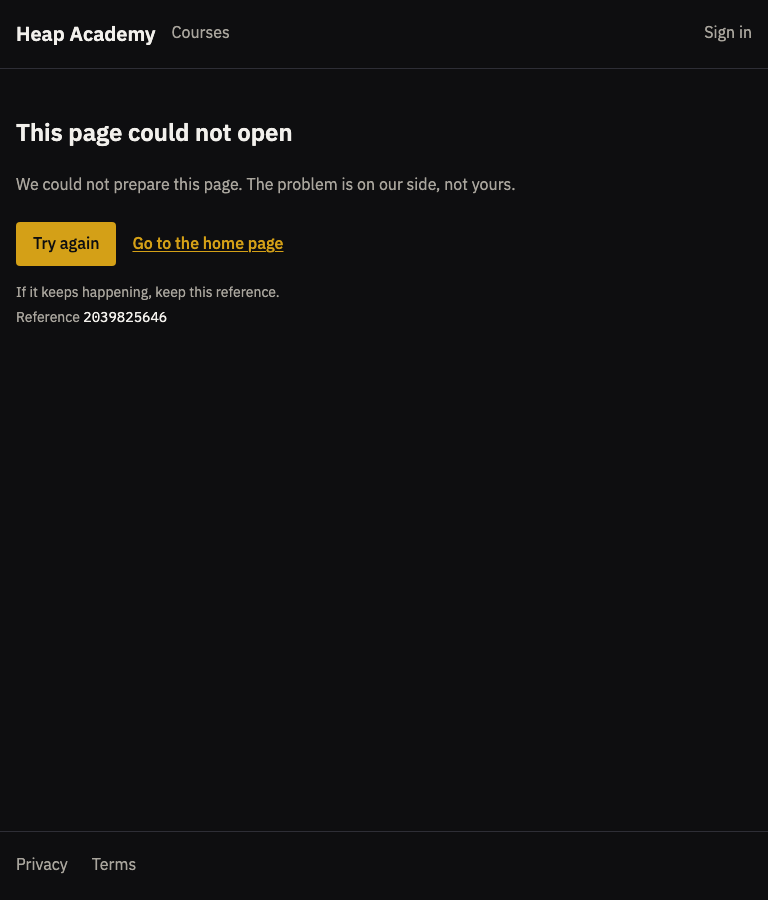 Heap Academy Courses Sign in
This page could not open
We could not prepare this page. The problem is on our side, not yours.
Try again Go to the home page
If it keeps happening, keep this reference.
Reference 2039825646
Privacy Terms